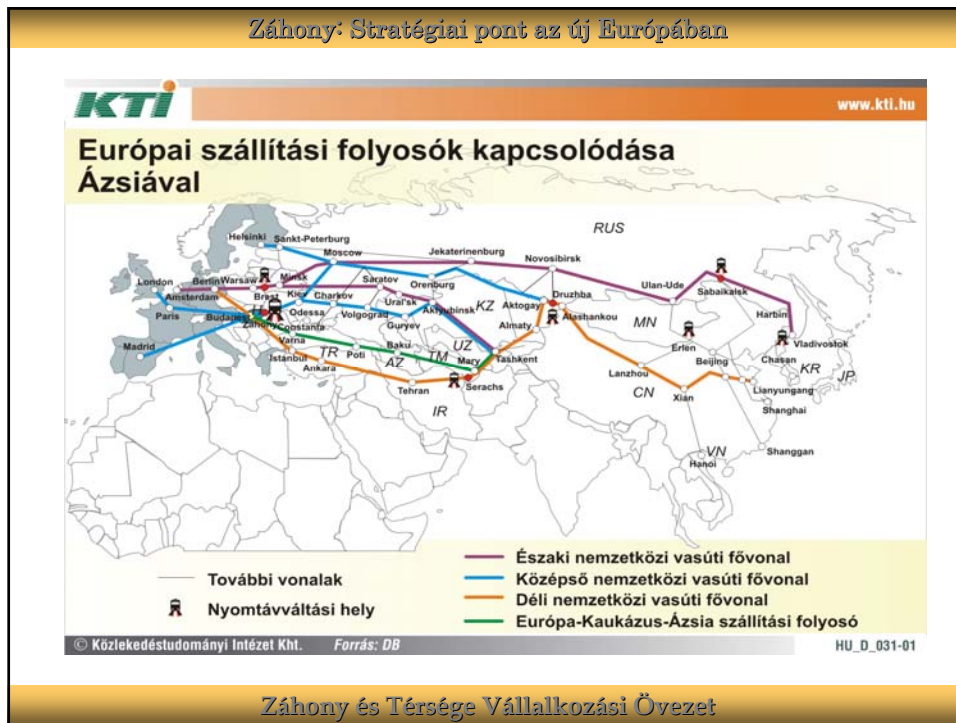 Záhony: Stratégiai pont az új Európában
KTI
www.kti.hu
Európai szállítási folyosók kapcsolódása
Ázsiával
RUS
Helsinki
Sankt-Peterburg
Moscow
Jekaterinenburg
Novosibirsk
London
Berlin
Warsaw
Minsk
Saratov
Orenburg
Ulan-Ude
Sabaikalsk
Amsterdam
Brest
Kiev
Charkov
Ural'sk
Aktyubinsk
KZ
Aktogay
Druzhba
Harbin
Paris
Budapest
Záhony
Odessa
Volgograd
Guryev
Almaty
Alashankou
MN
Vladivostok
Constanta
Madrid
Varna
Poti
Baku
UZ
Erlen
Chasan
Istanbul
TR
AZ
TM
Mary
Tashkent
Beijing
KR
JP
Ankara
Lanzhou
Tehran
Serachs
CN
Xian
Lianyungang
IR
Shanghai
VN
Shanggan
Hanoi
További vonalak
Nyomtávváltási hely
Északi nemzetközi vasúti fővonal
Középső nemzetközi vasúti fővonal
Déli nemzetközi vasúti fővonal
Európa-Kaukázus-Ázsia szállítási folyosó
© Közlekedéstudományi Intézet Kht. Forrás: DB
HU_D_031-01
Záhony és Térsége Vállalkozási Övezet